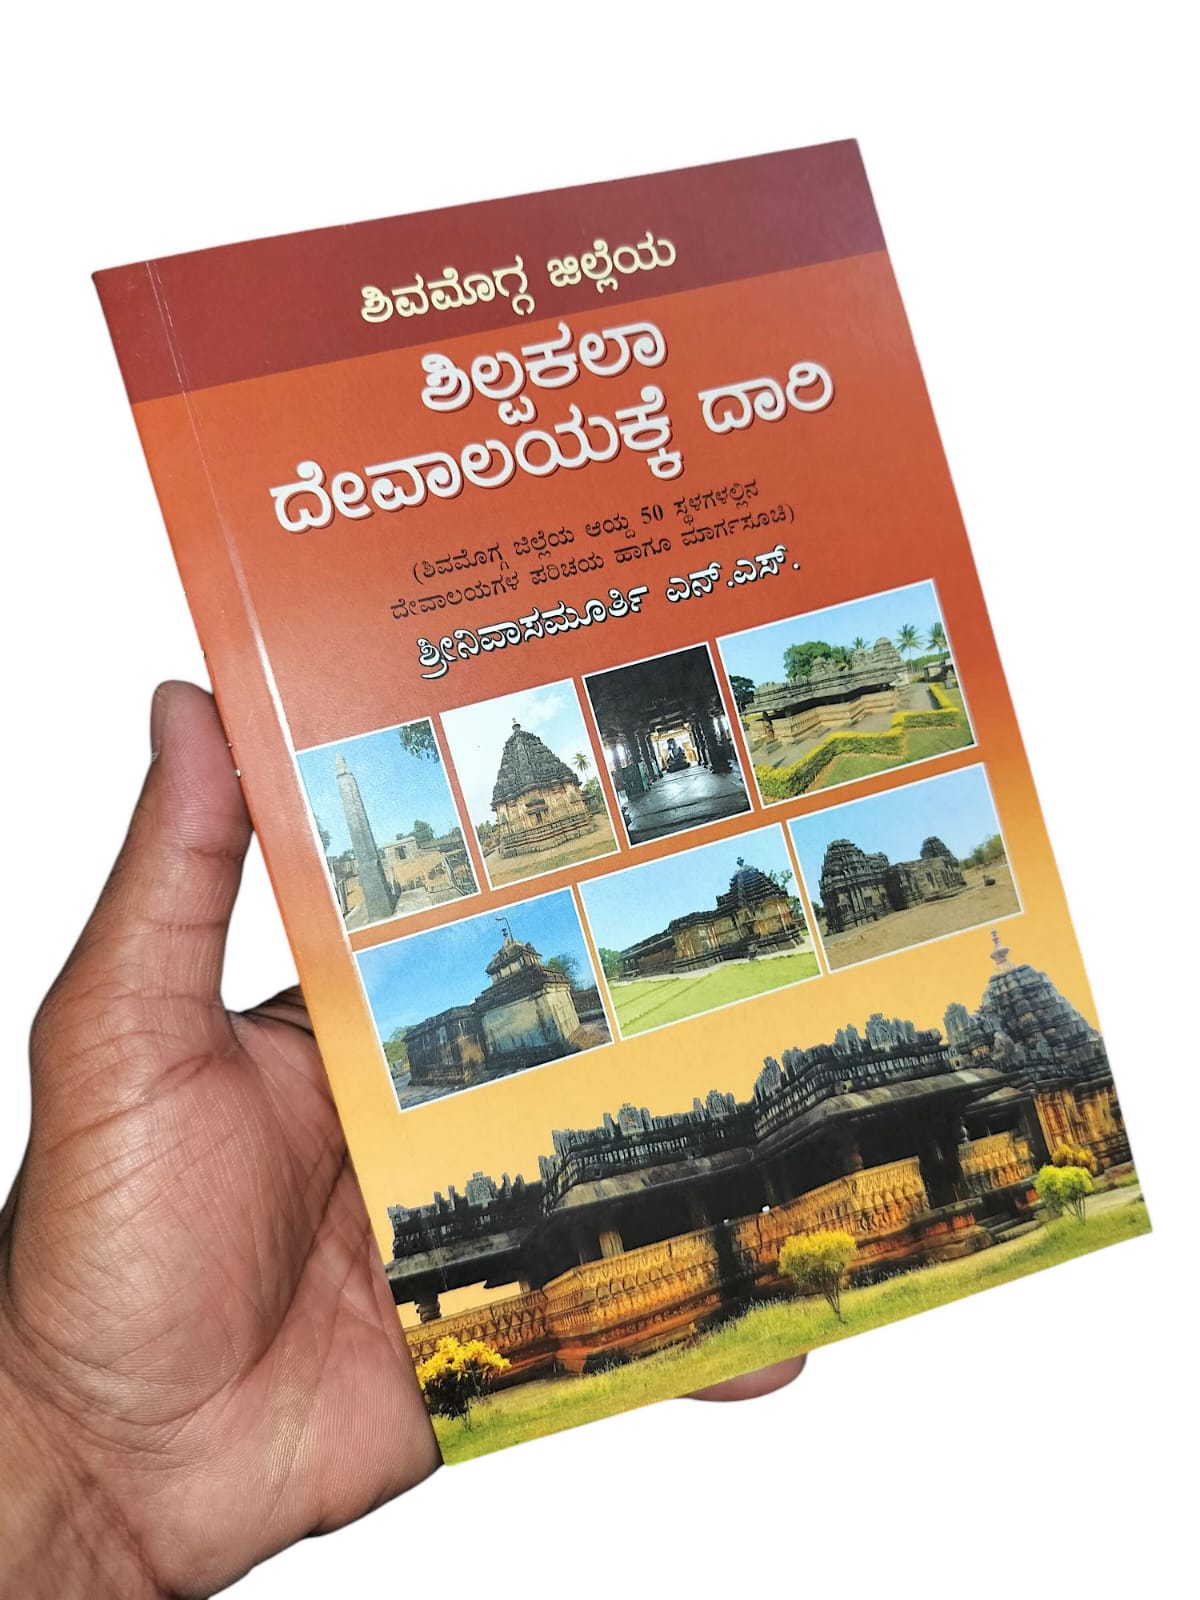 ಶಿವಮೊಗ್ಗ ಜಿಲ್ಲೆಯ
ಶಿಲ್ಪಕಲಾ
ದೇವಾಲಯಕ್ಕೆ ದಾರಿ
(ಶಿವಮೊಗ್ಗ ಜಿಲ್ಲೆಯ ಆಯ್ದ 50 ಸ್ಥಳಗಳಲ್ಲಿನ
ದೇವಾಲಯಗಳ ಪರಿಚಯ ಹಾಗೂ ಮಾರ್ಗಸೂಚಿ)
ಶ್ರೀನಿವಾಸಮೂರ್ತಿ ಎನ್.ಎಸ್.